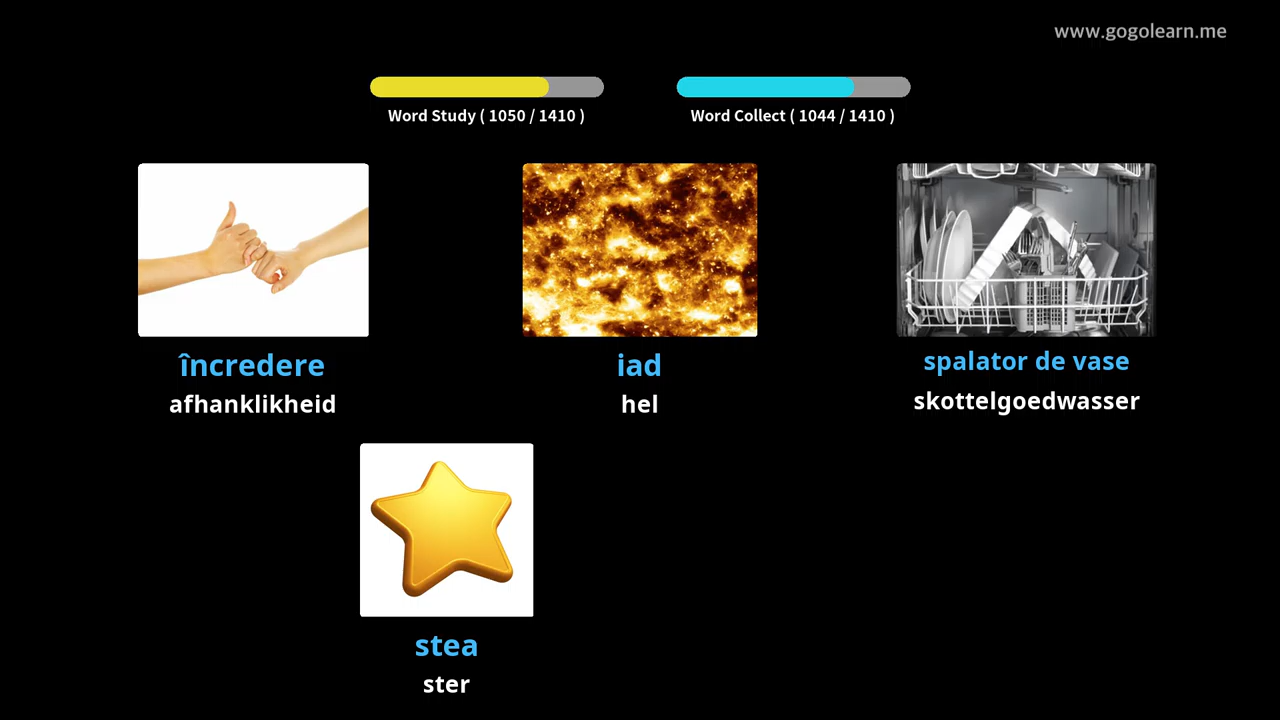 www.gogolearn.me
Word Study ( 1050 / 1410 )
Word Collect ( 1044 / 1410 )
încredere
afhanklikheid
iad
hel
spalator de vase
skottelgoedwasser
stea
ster